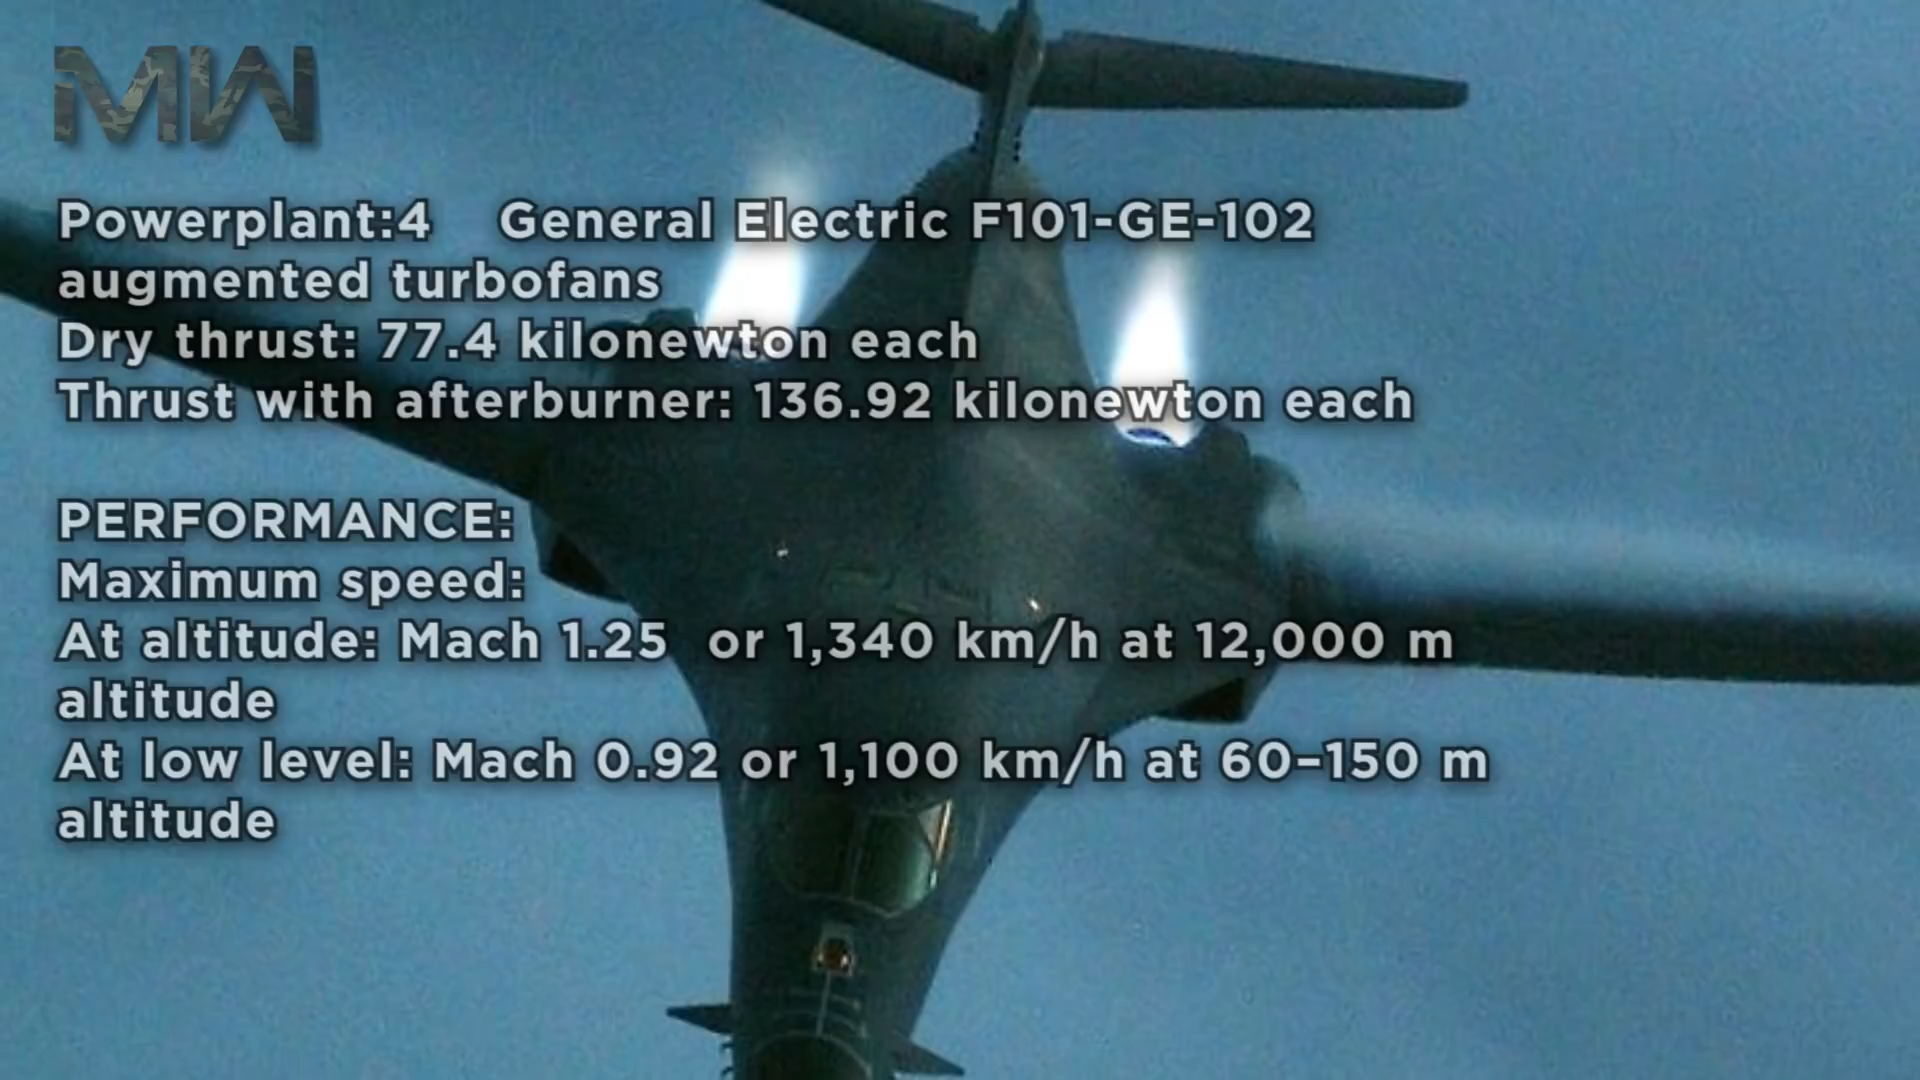 MW
Powerplant:4 General Electric F101-GE-102
augmented turbofans
Dry thrust: 77.4 kilonewton each
Thrust with afterburner: 136.92 kilonewton each
PERFORMANCE:
Maximum speed:
At altitude: Mach 1.25 or 1,340 km/h at 12,000 m
altitude
At low level: Mach 0.92 or 1,100 km/h at 60–150 m
altitude